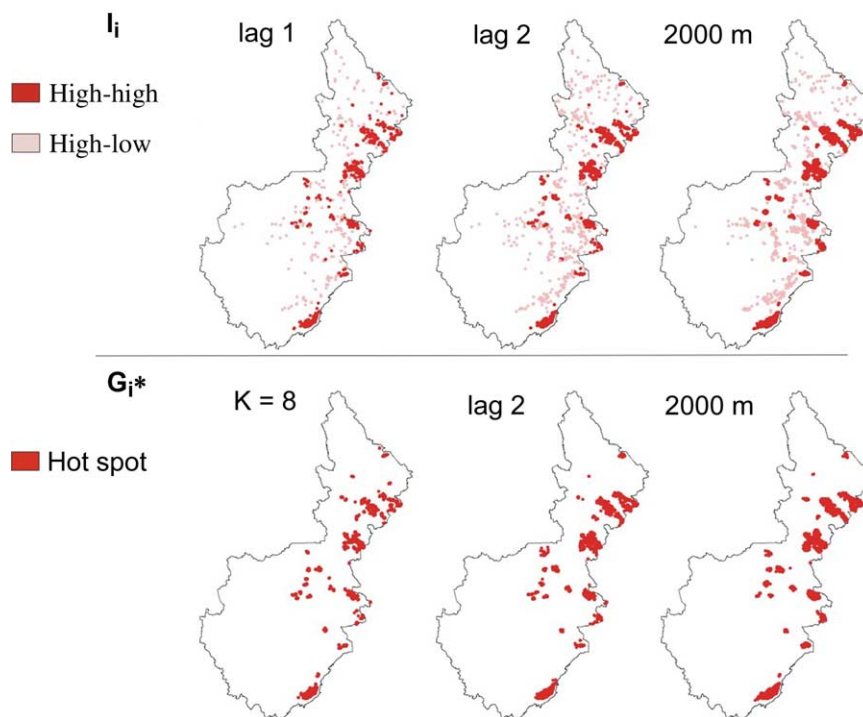 Ii
lag 1
lag 2
2000 m
High-high
High-low
Gi*
K = 8
lag 2
2000 m
Hot spot